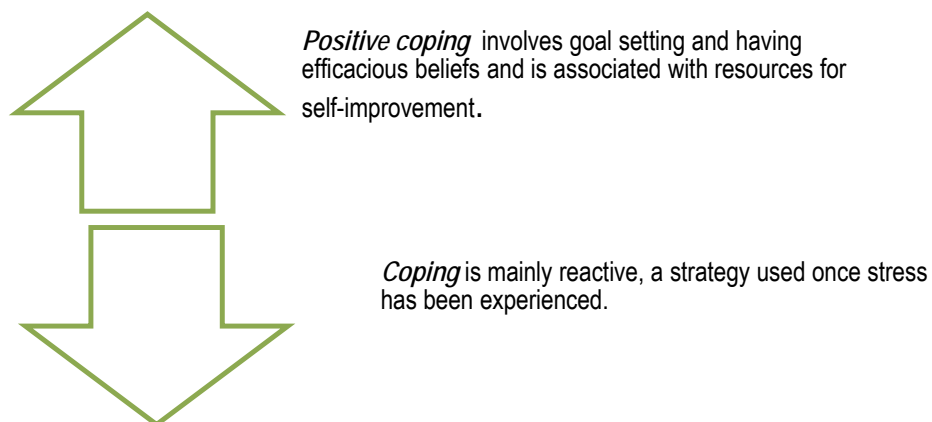 Positive coping involves goal setting and having
efficacious beliefs and is associated with resources for
self-improvement.
Coping is mainly reactive, a strategy used once stress
has been experienced.